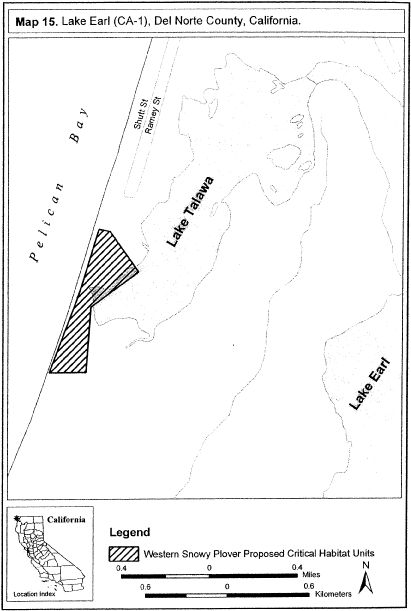 Map 15. Lake Earl (CA-1), Del Norte County, California.
Pelican Bay
Shutt St
Ramey St
Lake Talawa
Lake Earl
California
Location Index
Legend
Western Snowy Plover Proposed Critical Habitat Units
0.4 0 0.4
Miles
0.6 0 0.6
Kilometers
N